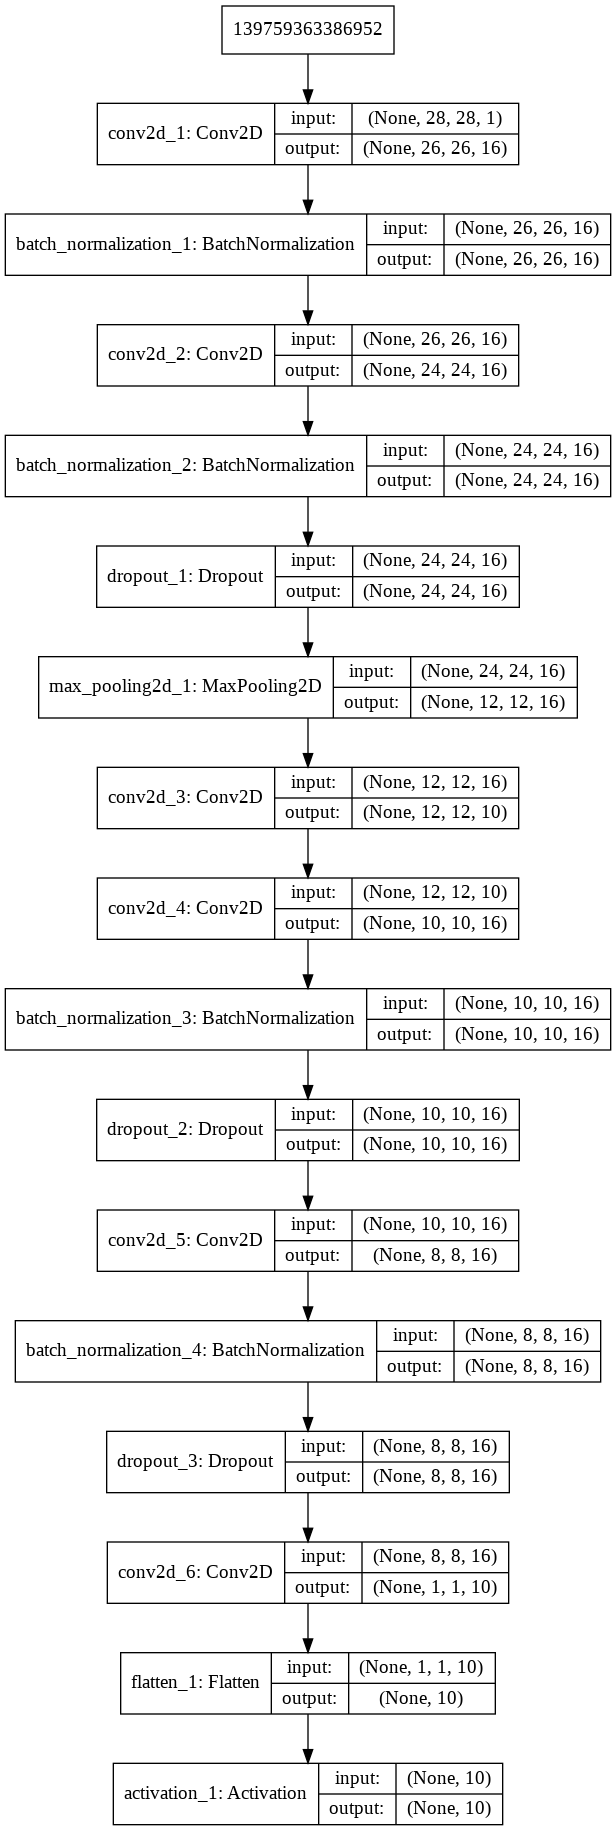 139759363386952
conv2d_1: Conv2D
input: (None, 28, 28, 1)
output: (None, 26, 26, 16)
batch_normalization_1: BatchNormalization
input: (None, 26, 26, 16)
output: (None, 26, 26, 16)
conv2d_2: Conv2D
input: (None, 26, 26, 16)
output: (None, 24, 24, 16)
batch_normalization_2: BatchNormalization
input: (None, 24, 24, 16)
output: (None, 24, 24, 16)
dropout_1: Dropout
input: (None, 24, 24, 16)
output: (None, 24, 24, 16)
max_pooling2d_1: MaxPooling2D
input: (None, 24, 24, 16)
output: (None, 12, 12, 16)
conv2d_3: Conv2D
input: (None, 12, 12, 16)
output: (None, 12, 12, 10)
conv2d_4: Conv2D
input: (None, 12, 12, 10)
output: (None, 10, 10, 16)
batch_normalization_3: BatchNormalization
input: (None, 10, 10, 16)
output: (None, 10, 10, 16)
dropout_2: Dropout
input: (None, 10, 10, 16)
output: (None, 10, 10, 16)
conv2d_5: Conv2D
input: (None, 10, 10, 16)
output: (None, 8, 8, 16)
batch_normalization_4: BatchNormalization
input: (None, 8, 8, 16)
output: (None, 8, 8, 16)
dropout_3: Dropout
input: (None, 8, 8, 16)
output: (None, 8, 8, 16)
conv2d_6: Conv2D
input: (None, 8, 8, 16)
output: (None, 1, 1, 10)
flatten_1: Flatten
input: (None, 1, 1, 10)
output: (None, 10)
activation_1: Activation
input: (None, 10)
output: (None, 10)